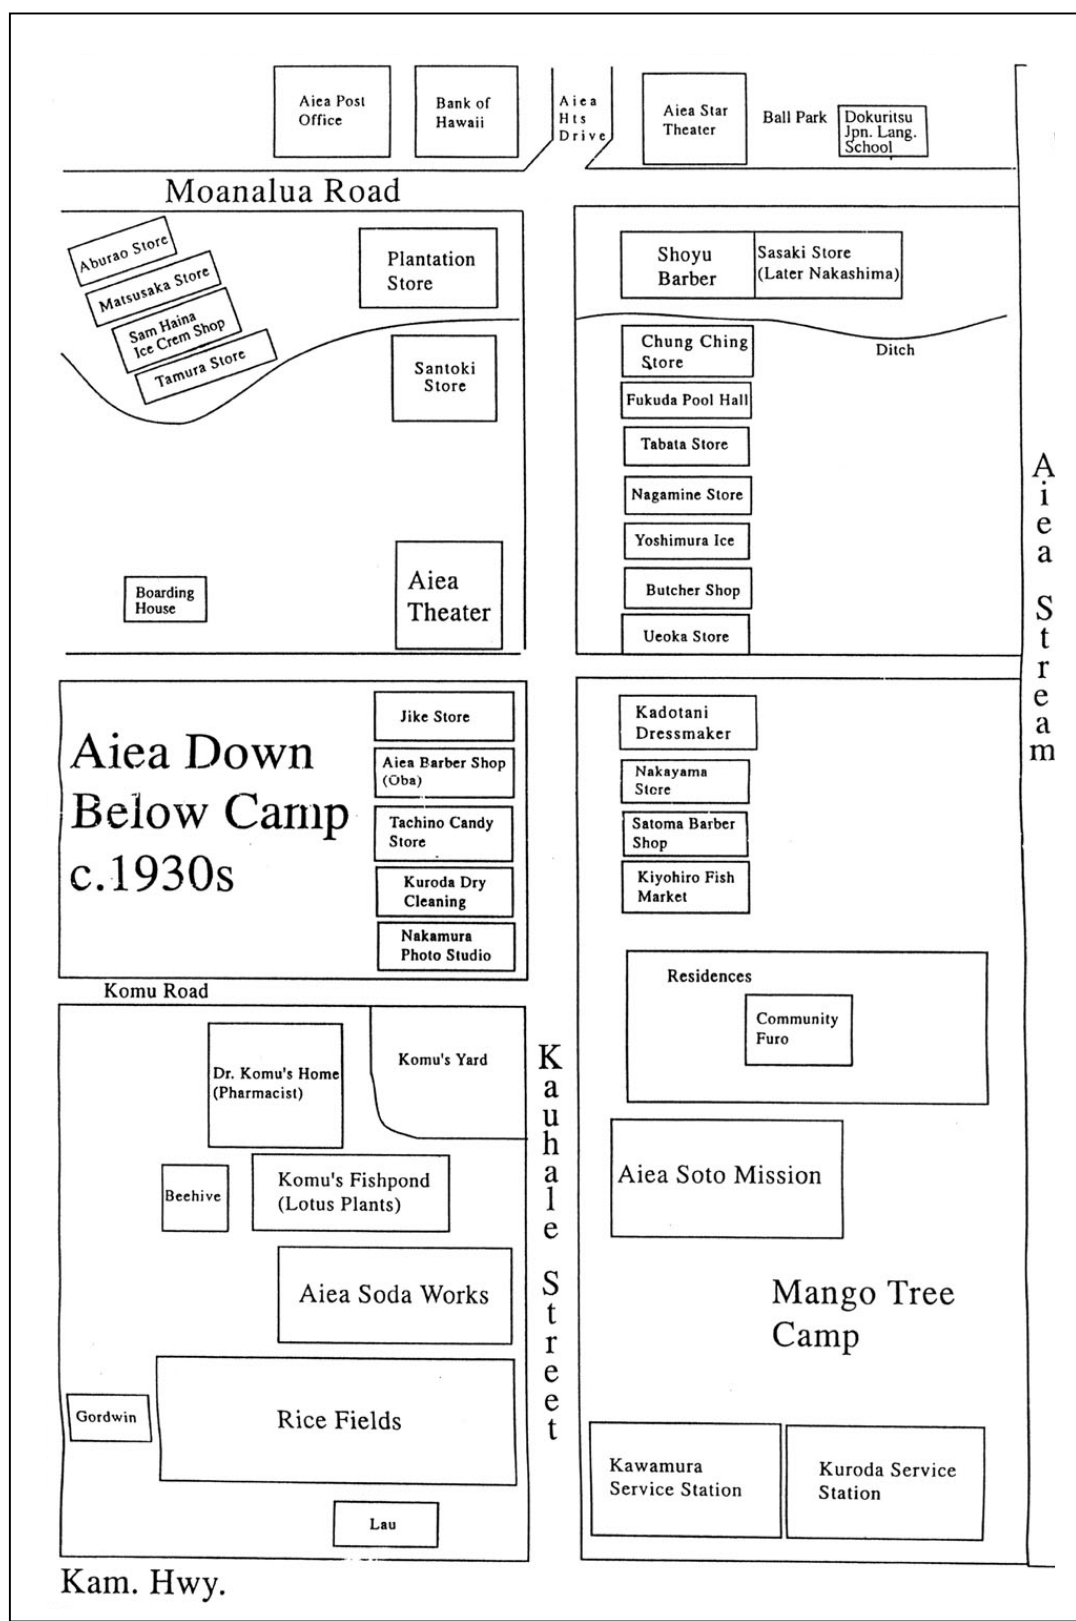 Aiea Post
Office
Bank of
Hawaii
Aiea
Hts
Drive
Aiea Star
Theater
Ball Park
Dokuritsu
Jpn. Lang.
School
Moanalua Road
Aburao Store
Matsusaka Store
Sam Haina
Ice Crem Shop
Tamura Store
Plantation
Store
Santoki
Store
Boarding
House
Aiea
Theater
Shoyu
Barber
Sasaki Store
(Later Nakashima)
Ditch
Chung Ching
Store
Fukuda Pool Hall
Tabata Store
Nagamine Store
Yoshimura Ice
Butcher Shop
Ueoka Store
Aiea Stream
Aiea Down
Below Camp
c.1930s
Jike Store
Aiea Barber Shop
(Oba)
Tachino Candy
Store
Kuroda Dry
Cleaning
Nakamura
Photo Studio
Kadotani
Dressmaker
Nakayama
Store
Satoma Barber
Shop
Kiyohiro Fish
Market
Komu Road
Residences
Community
Furo
Dr. Komu's Home
(Pharmacist)
Komu's Yard
Kauhale Street
Beehive
Komu's Fishpond
(Lotus Plants)
Aiea Soto Mission
Aiea Soda Works
Mango Tree
Camp
Gordwin
Rice Fields
Kawamura
Service Station
Kuroda Service
Station
Lau
Kam. Hwy.